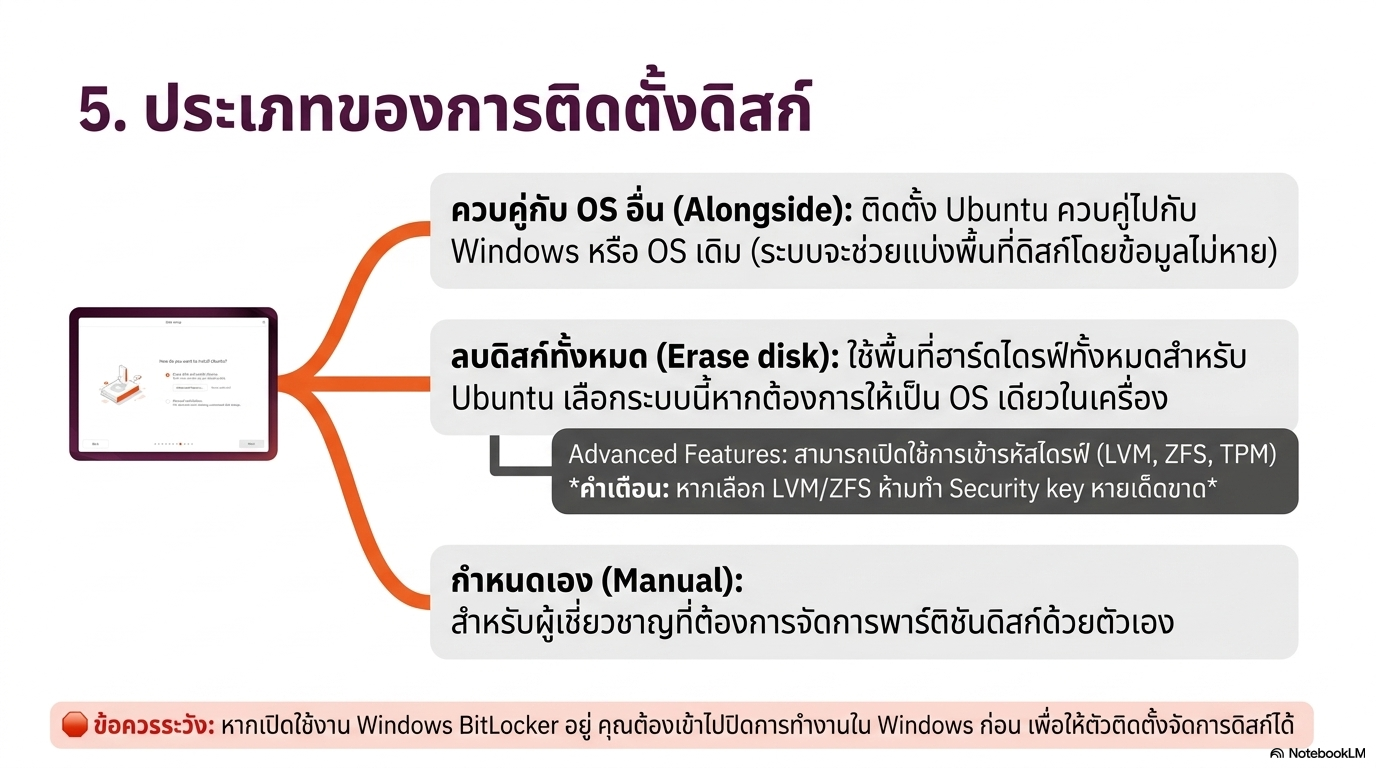 5. ประเภทของการติดตั้งดิสก์
ควบคู่กับ OS อื่น (Alongside): ติดตั้ง Ubuntu ควบคู่ไปกับ
Windows หรือ OS เดิม (ระบบจะช่วยแบ่งพื้นที่ดิสก์โดยข้อมูลไม่หาย)
ลบดิสก์ทั้งหมด (Erase disk): ใช้พื้นที่ฮาร์ดไดรฟ์ทั้งหมดสำหรับ
Ubuntu เลือกระบบนี้หากต้องการให้เป็น OS เดียวในเครื่อง
Advanced Features: สามารถเปิดใช้การเข้ารหัสไดรฟ์ (LVM, ZFS, TPM)
*คำเตือน: หากเลือก LVM/ZFS ห้ามทำ Security key หายเด็ดขาด*
How do you want to install Ubuntu?
กำหนดเอง (Manual):
สำหรับผู้เชี่ยวชาญที่ต้องการจัดการพาร์ติชันดิสก์ด้วยตัวเอง
ข้อควรระวัง: หากเปิดใช้งาน Windows BitLocker อยู่ คุณต้องเข้าไปปิดการทำงานใน Windows ก่อน เพื่อให้ตัวติดตั้งจัดการดิสก์ได้
NotebookLM